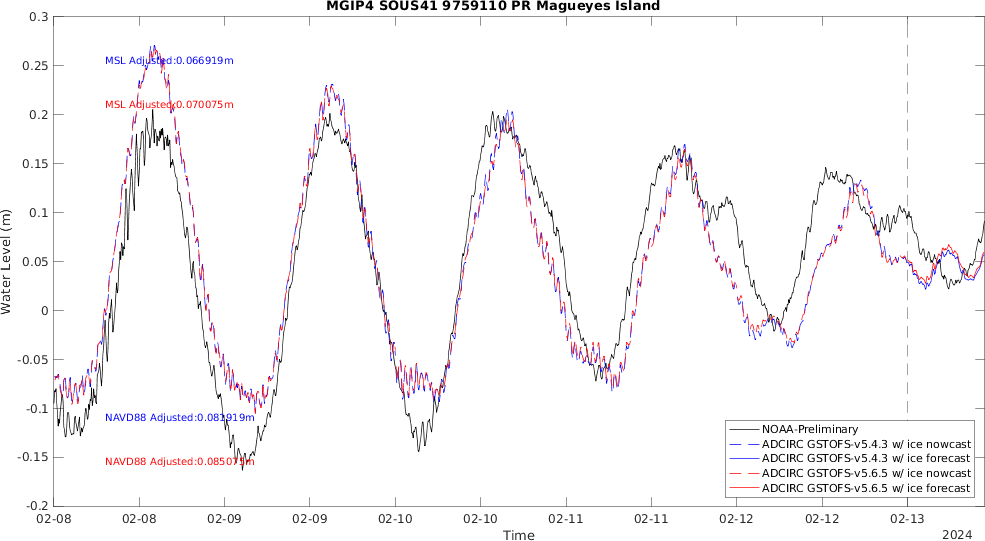 MGIP4 SOUS41 9759110 PR Magueyes Island
0.3
0.25
0.2
0.15
0.1
0.05
0
-0.05
-0.1
-0.15
-0.2
Water Level (m)
MSL Adjusted:0.066919m
MSL Adjusted:0.070075m
NAVD88 Adjusted:0.081919m
NAVD88 Adjusted:0.085075m
NOAA-Preliminary
ADCIRC GSTOFS-v5.4.3 w/ ice nowcast
ADCIRC GSTOFS-v5.4.3 w/ ice forecast
ADCIRC GSTOFS-v5.6.5 w/ ice nowcast
ADCIRC GSTOFS-v5.6.5 w/ ice forecast
02-08 02-08 02-09 02-09 02-10 02-10 02-11 02-11 02-12 02-12 02-13
Time
2024